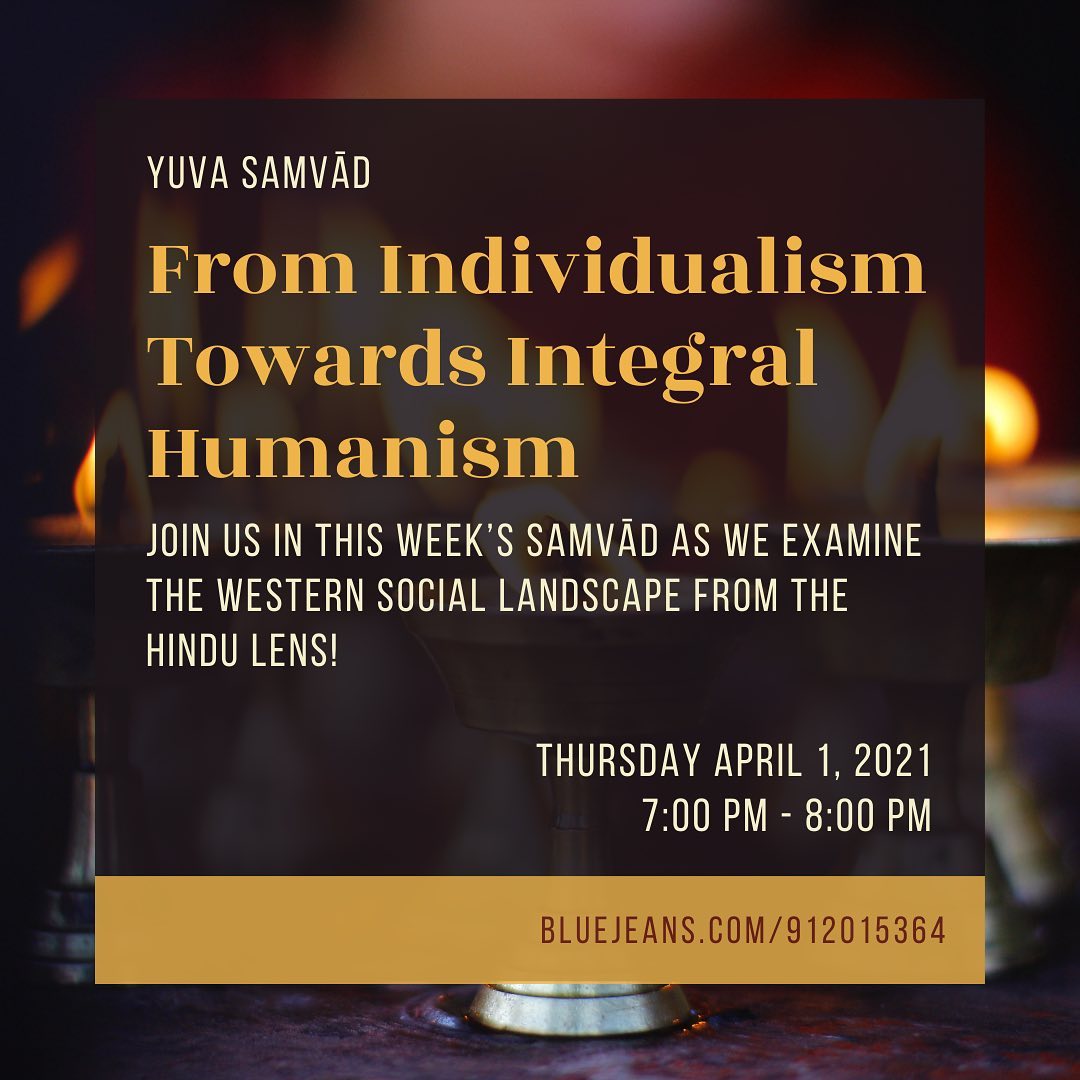 YUVA SAMVĀD
From Individualism
Towards Integral
Humanism
JOIN US IN THIS WEEK'S SAMVĀD AS WE EXAMINE
THE WESTERN SOCIAL LANDSCAPE FROM THE
HINDU LENS!
THURSDAY APRIL 1, 2021
7:00 PM - 8:00 PM
BLUEJEANS.COM/912015364